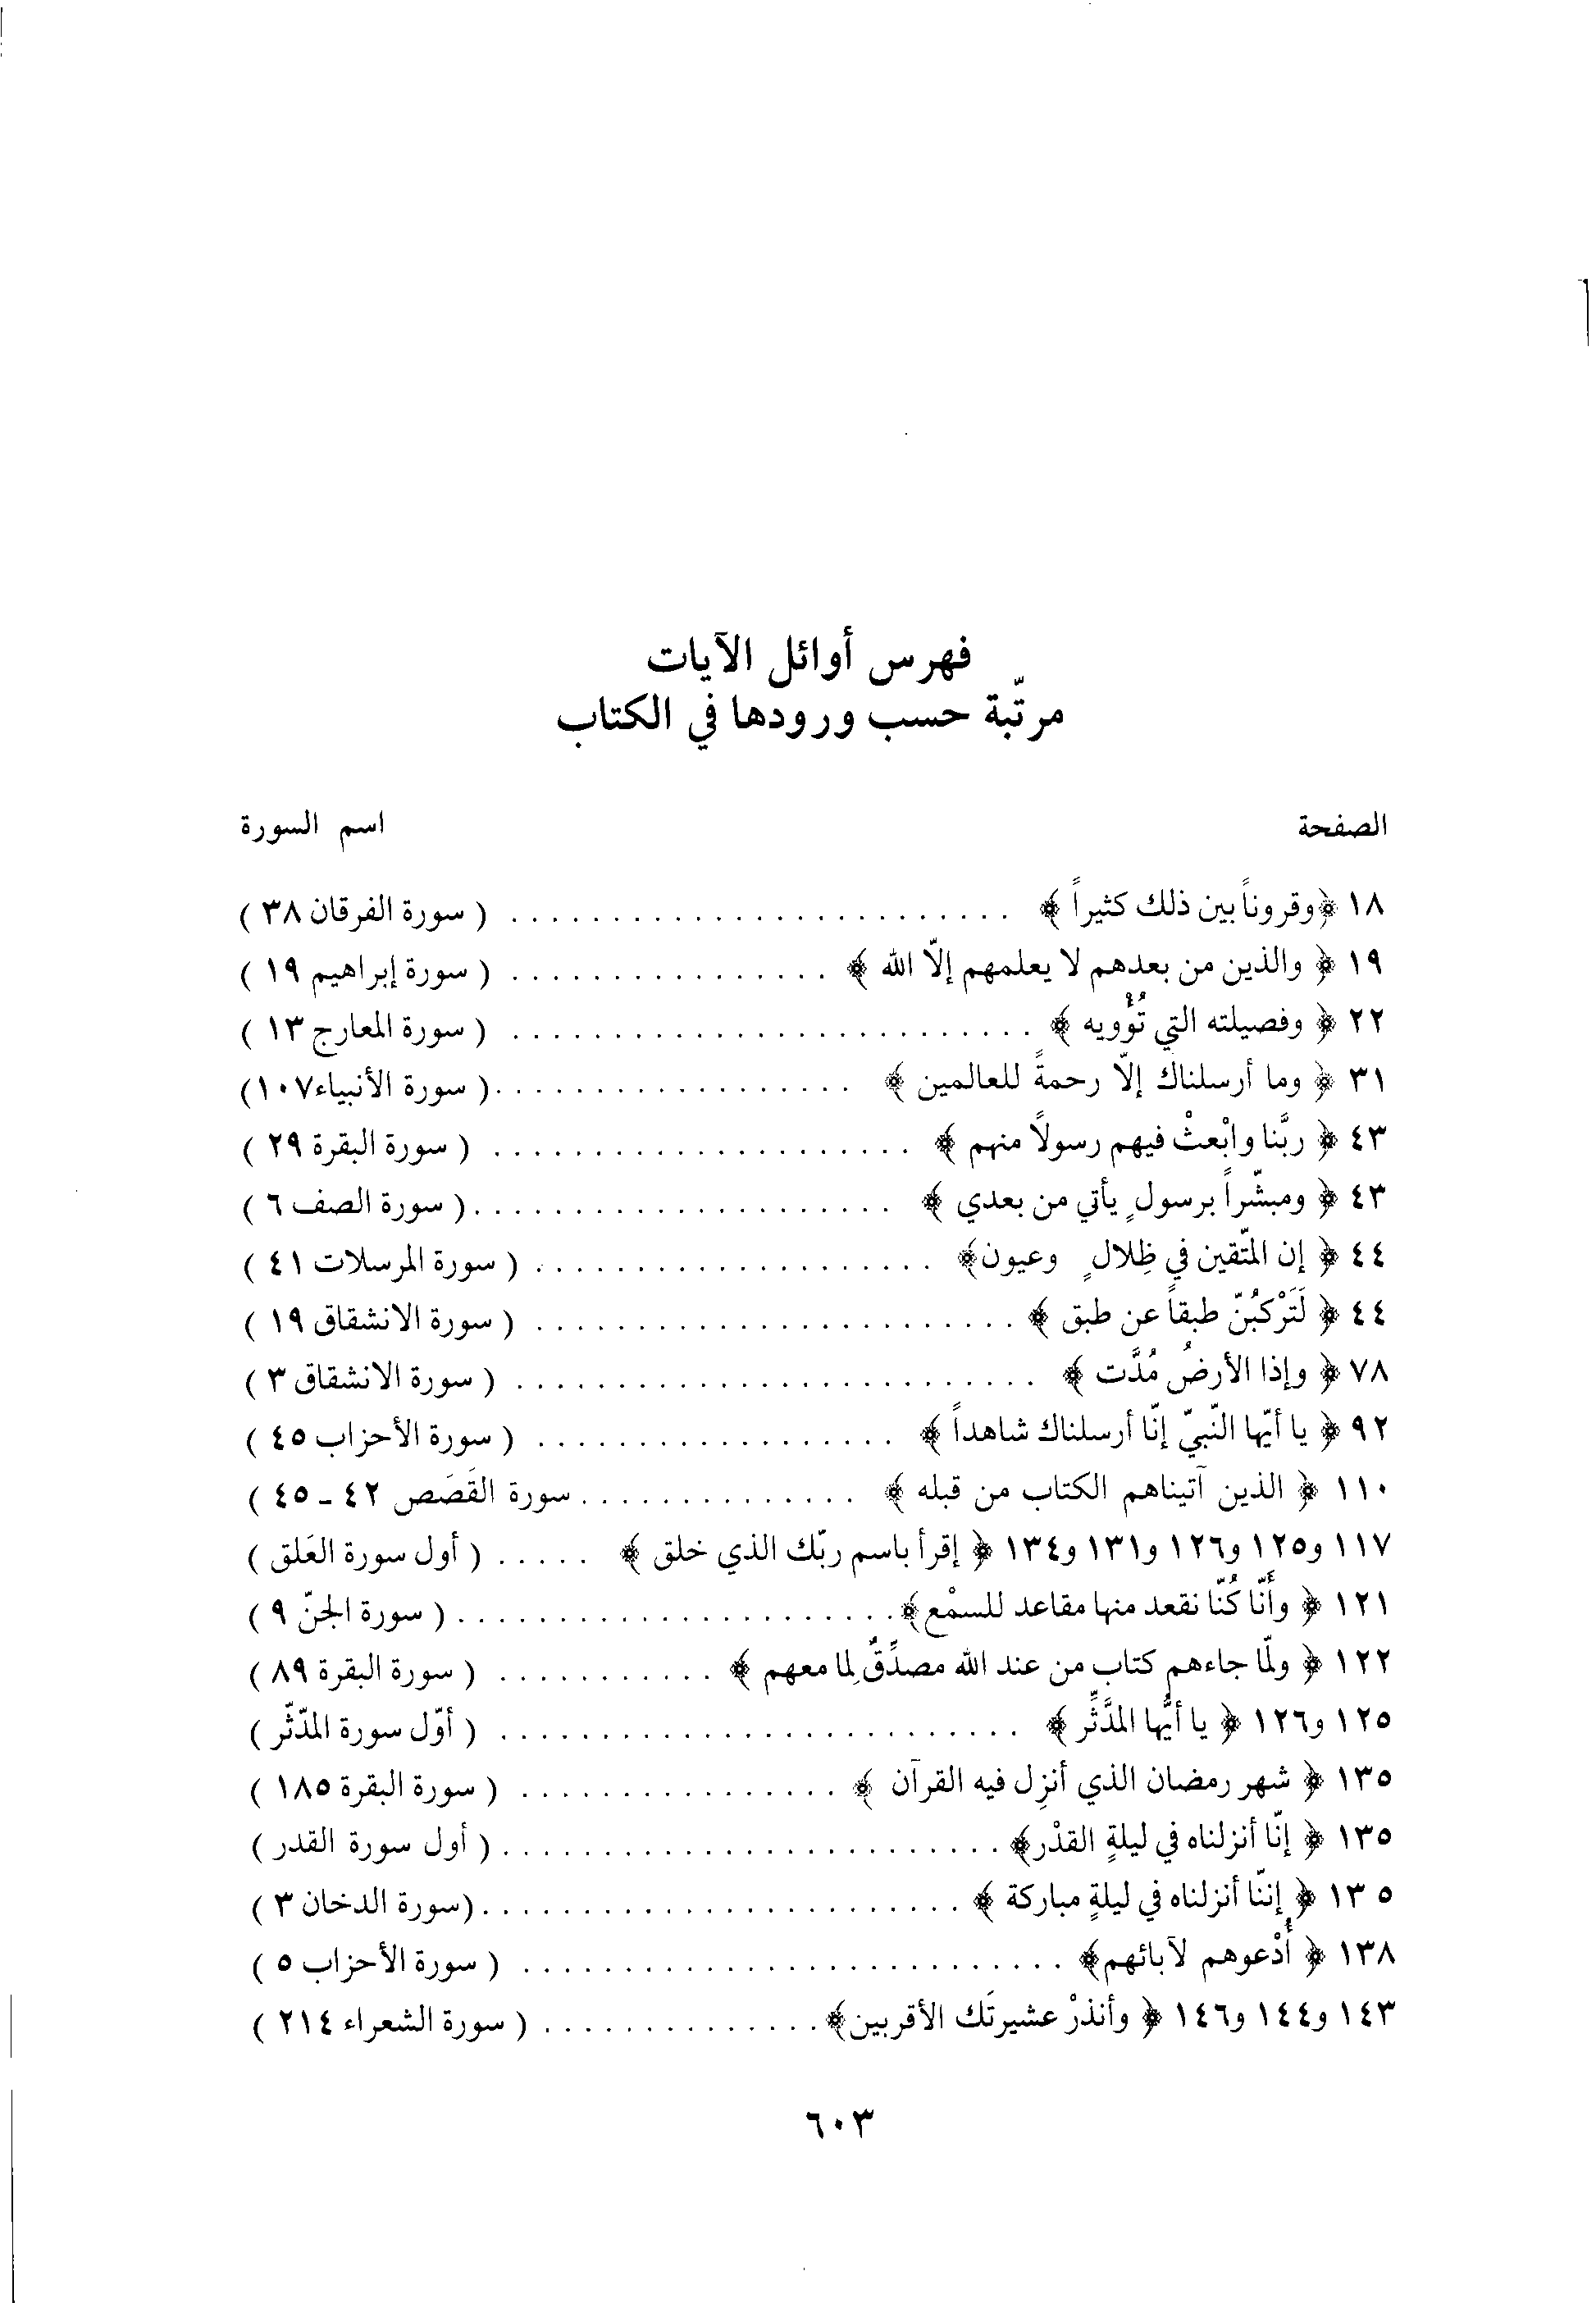 فهرس أوائل الآيات
مرتّبة حسب ورودها في الكتاب
الصفحة اسم السورة
١٨ ﴿وقروناً بين ذلك كثيراً ﴾ ......................... ( سورة الفرقان ٣٨ )
١٩ ﴿ والذين من بعدهم لا يعلمهم إلّا الله ﴾ ................ ( سورة إبراهيم ١٩ )
٢٢ ﴿ وفصيلته التي تُؤُويه ﴾ .......................... ( سورة المعارج ١٣ )
٣١ ﴿ وما أرسلناك إلّا رحمةً للعالمين ﴾ ..................( سورة الأنبياء١٠٧)
٤٣ ﴿ ربَّنا وابْعثْ فيهم رسولاً منهم ﴾ ..................... ( سورة البقرة ٢٩ )
٤٣ ﴿ ومبشّراً برسولٍ يأتي من بعدي ﴾ .....................( سورة الصف ٦ )
٤٤ ﴿ إن المتّقين في ظِلالٍ وعيون﴾ .................... ( سورة المرسلات ٤١ )
٤٤ ﴿ لَتَرْكَبُنّ طبقاً عن طبق ﴾ ........................ ( سورة الانشقاق ١٩ )
٧٨ ﴿ وإذا الأرضُ مُدَّت ﴾ .......................... ( سورة الانشقاق ٣ )
٩٢ ﴿ يا أيّها النّبيّ إنّا أرسلناك شاهداً ﴾ .................. ( سورة الأحزاب ٤٥ )
١١٠ ﴿ الذين آتيناهم الكتاب من قبله ﴾ .............. سورة القَصَص ٤٢ - ٤٥ )
١١٧ و١٢٥ و١٢٦ و١٣١ و١٣٤ ﴿ إقرأ باسم ربّك الذي خلق ﴾ ..... ( أول سورة العَلق )
١٢١ ﴿ وأَنّا كُنّا نقعد منها مقاعد للسمْع﴾...................... ( سورة الجنّ ٩ )
١٢٢ ﴿ ولمّا جاءهم كتاب من عند الله مصدِّقٌ لِما معهم ﴾ ........... ( سورة البقرة ٨٩ )
١٢٥ و١٢٦ ﴿ يا أيُّها المدَّثِّر ﴾ .......................... ( أوّل سورة المدّثّر )
١٣٥ ﴿ شهر رمضان الذي أنزِل فيه القرآن ﴾ ................ ( سورة البقرة ١٨٥ )
١٣٥ ﴿ إنّا أنزلناه في ليلةٍ القدْر﴾......................... ( أول سورة القدر )
١٣٥ ﴿ إننّا أنزلناه في ليلةٍ مباركة ﴾ ........................(سورة الدخان ٣ )
١٣٨ ﴿ أُدْعوهم لآبائهم﴾ ........................... ( سورة الأحزاب ٥ )
١٤٣ و١٤٤ و١٤٦ ﴿ وأنذرْ عشيرتَك الأقربين﴾.............. ( سورة الشعراء ٢١٤ )
٦٠٣